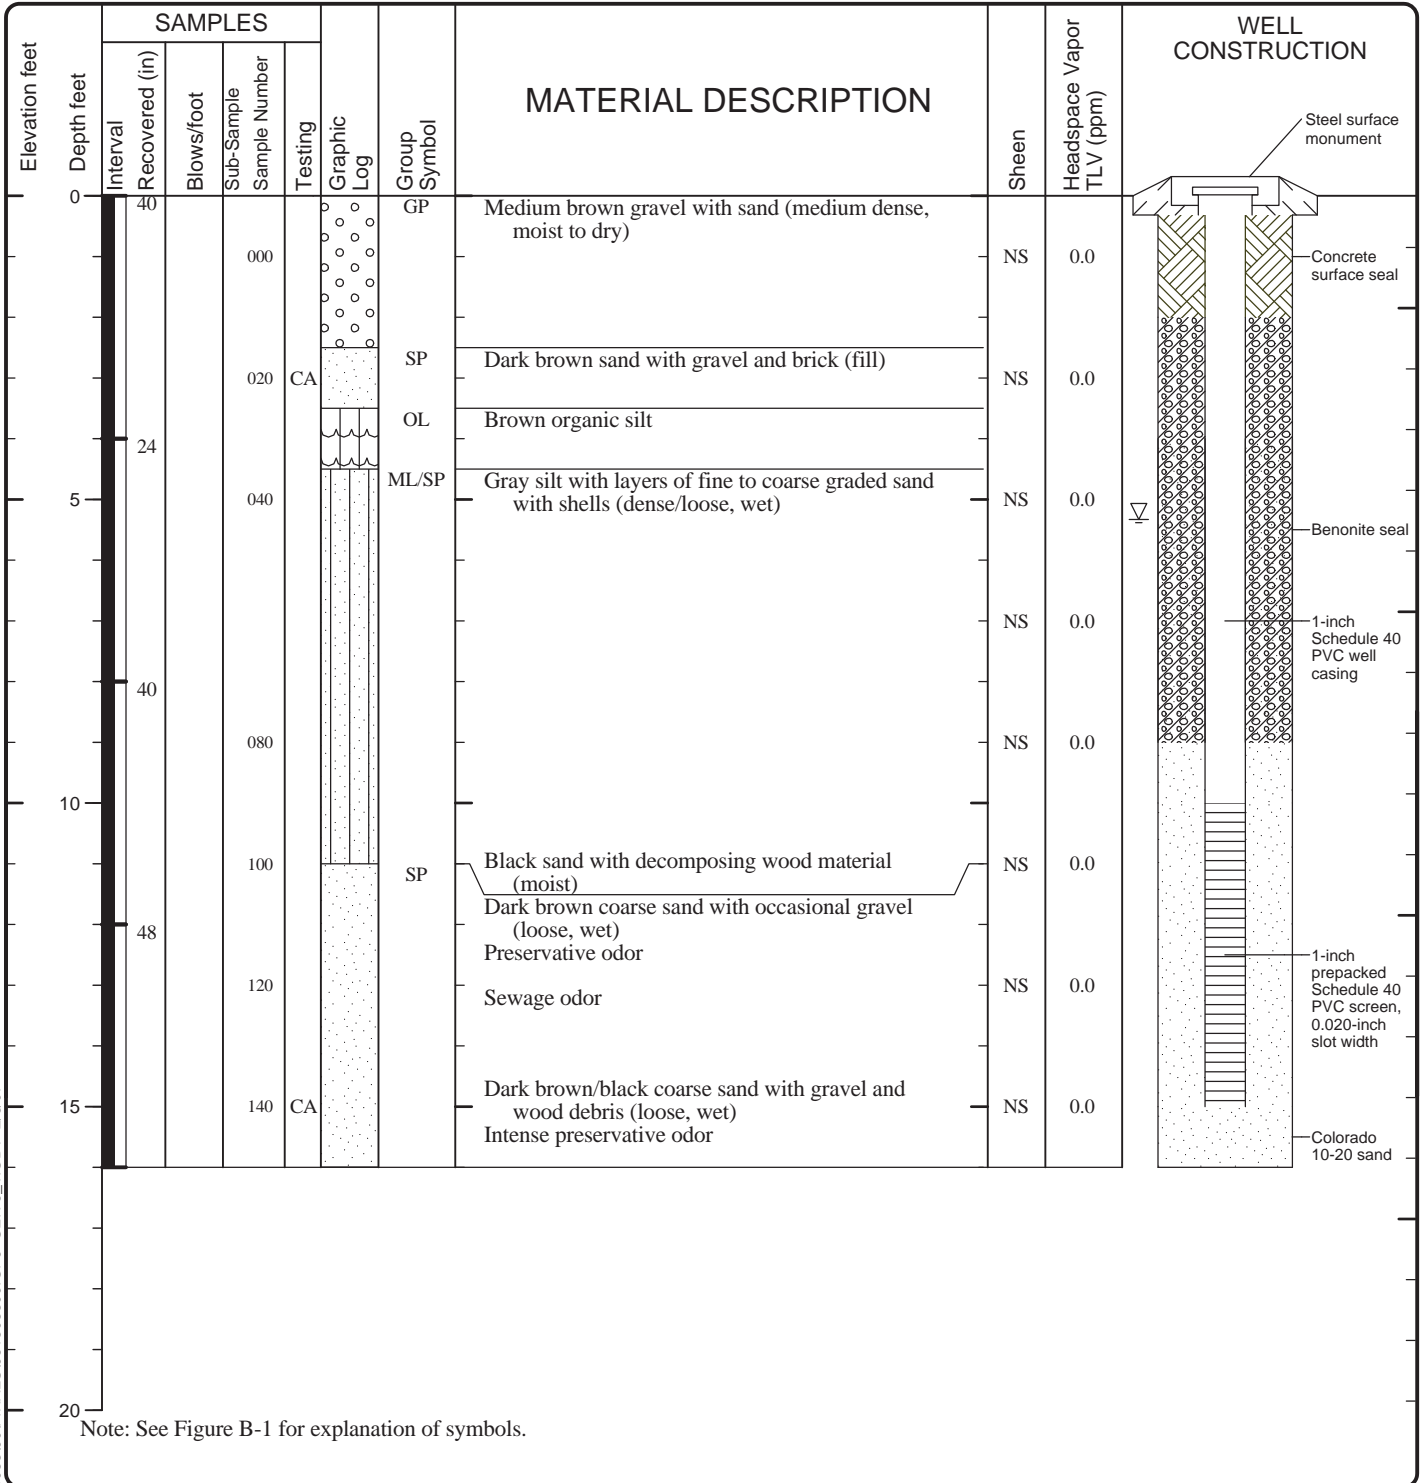 SAMPLES
WELL
CONSTRUCTION
MATERIAL DESCRIPTION
Elevation feet
Depth feet
Interval
Recovered (in)
Blows/foot
Sub-Sample
Sample Number
Testing
Graphic
Log
Group
Symbol
Sheen
Headspace Vapor
TLV (ppm)
Steel surface
monument
0
40
GP
Medium brown gravel with sand (medium dense,
moist to dry)
000
NS
0.0
Concrete
surface seal
SP
Dark brown sand with gravel and brick (fill)
020
CA
NS
0.0
OL
Brown organic silt
24
ML/SP
Gray silt with layers of fine to coarse graded sand
with shells (dense/loose, wet)
5
040
NS
0.0
Benonite seal
NS
0.0
1-inch
Schedule 40
PVC well
casing
40
080
NS
0.0
10
100
SP
Black sand with decomposing wood material
(moist)
NS
0.0
Dark brown coarse sand with occasional gravel
(loose, wet)
48
Preservative odor
1-inch
prepacked
Schedule 40
PVC screen,
0.020-inch
slot width
120
Sewage odor
NS
0.0
Dark brown/black coarse sand with gravel and
wood debris (loose, wet)
15
140
CA
NS
0.0
Intense preservative odor
Colorado
10-20 sand
20
Note: See Figure B-1 for explanation of symbols.